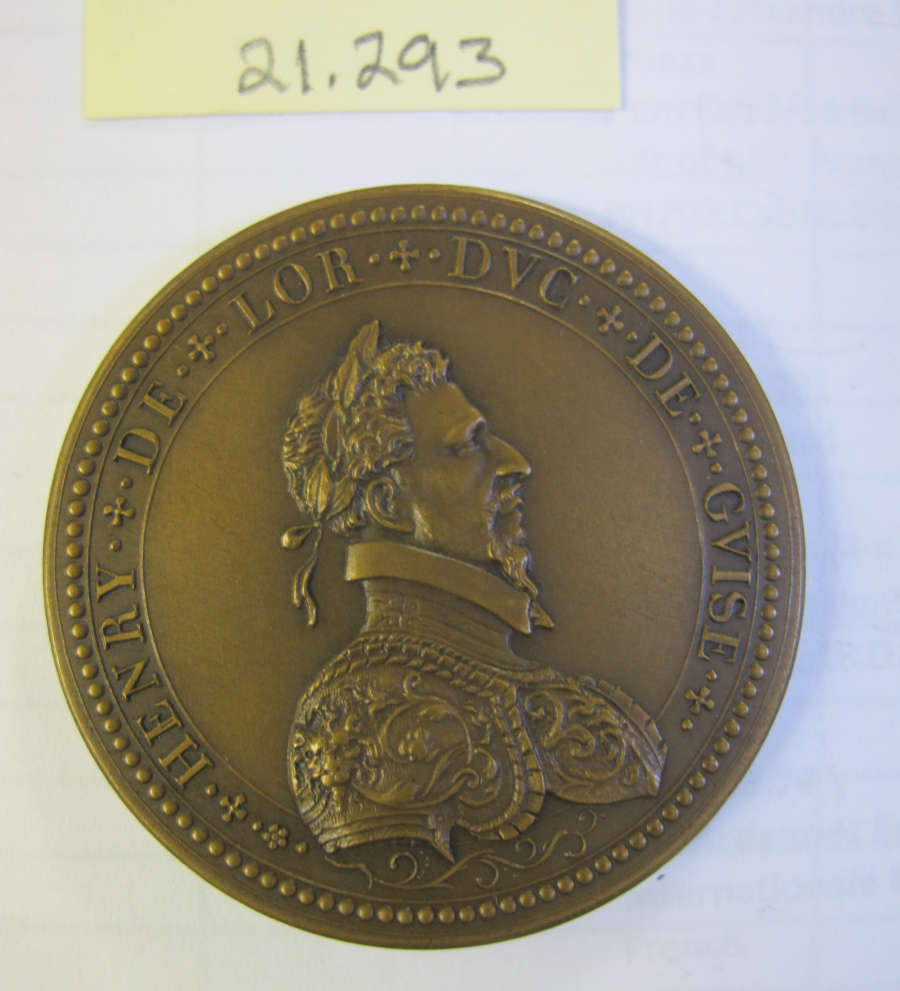 21.293
HENRY · DE · LOR · DVC · DE · GVISE